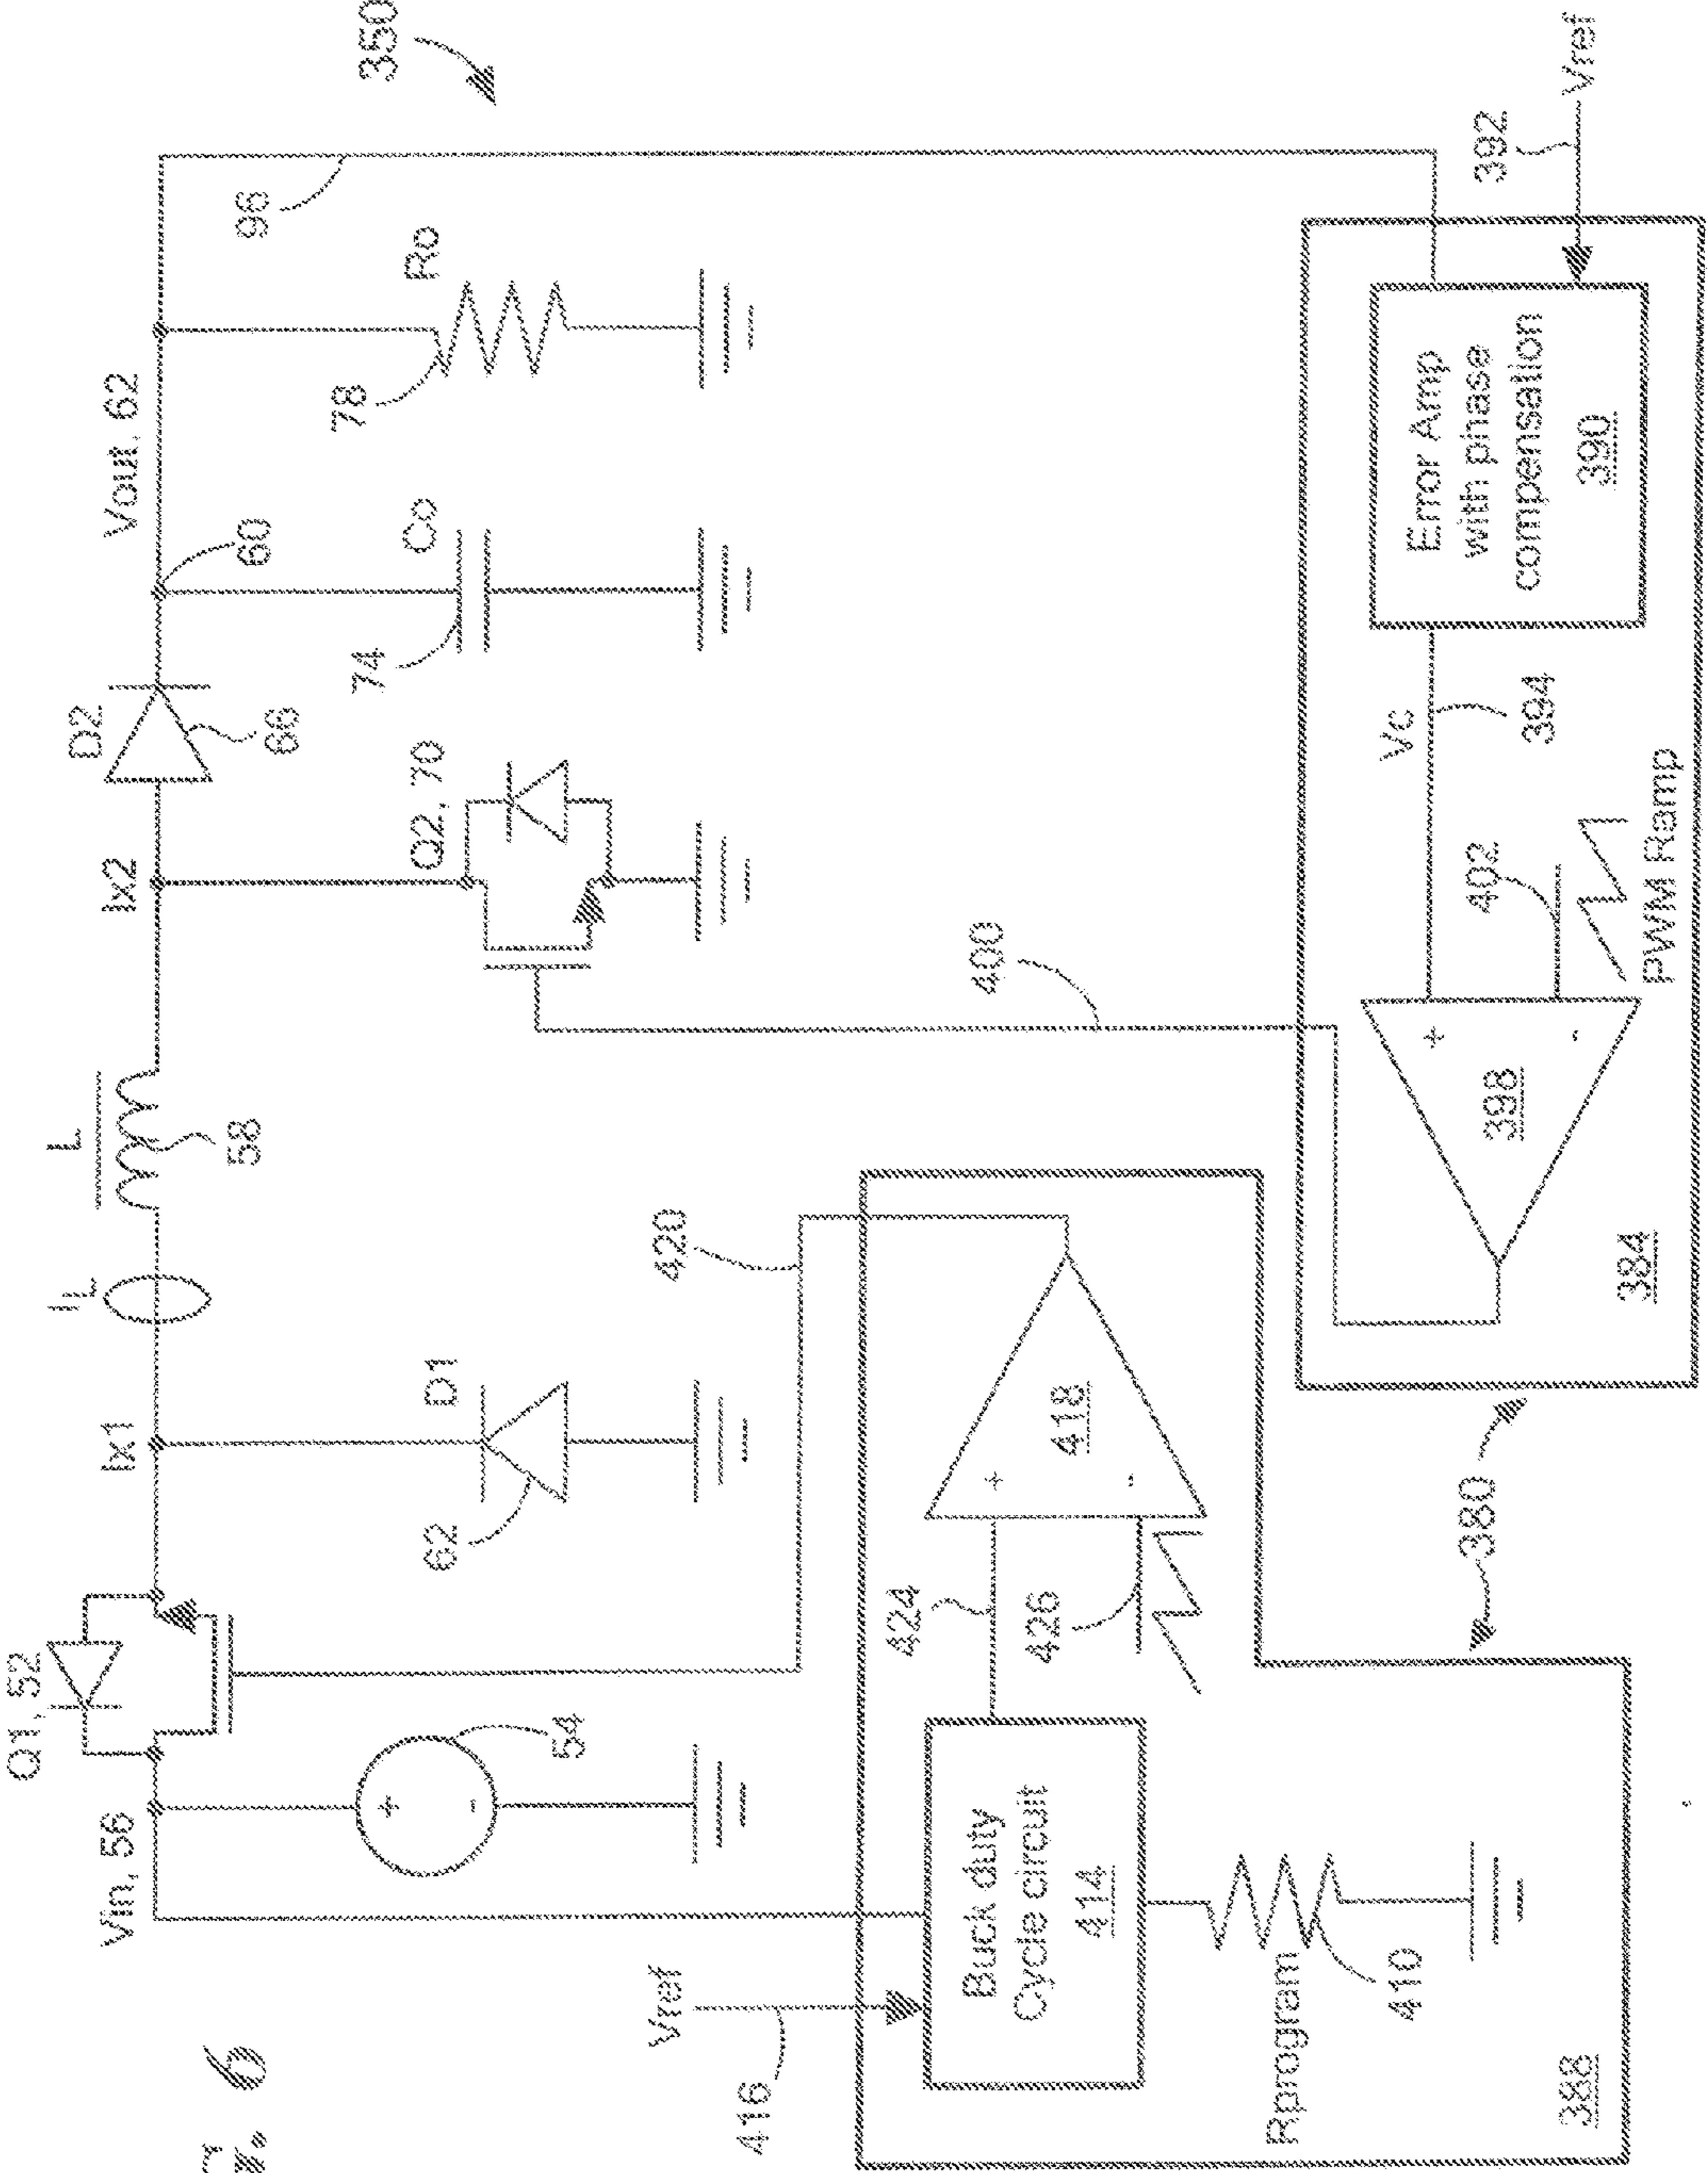 350
Q1, 52
Vin, 56
54
Ix1
D1
62
IL
L
58
Ix2
Q2, 70
D2
66
60
Vout, 62
74
Co
78
Ro
96
Vref
416
420
400
Buck duty
Cycle circuit
414
Rprogram
410
388
424
426
+
-
418
380
384
+
-
398
402
PWM Ramp
Vc
394
Error Amp
with phase
compensation
390
392
Vref
+
-
6